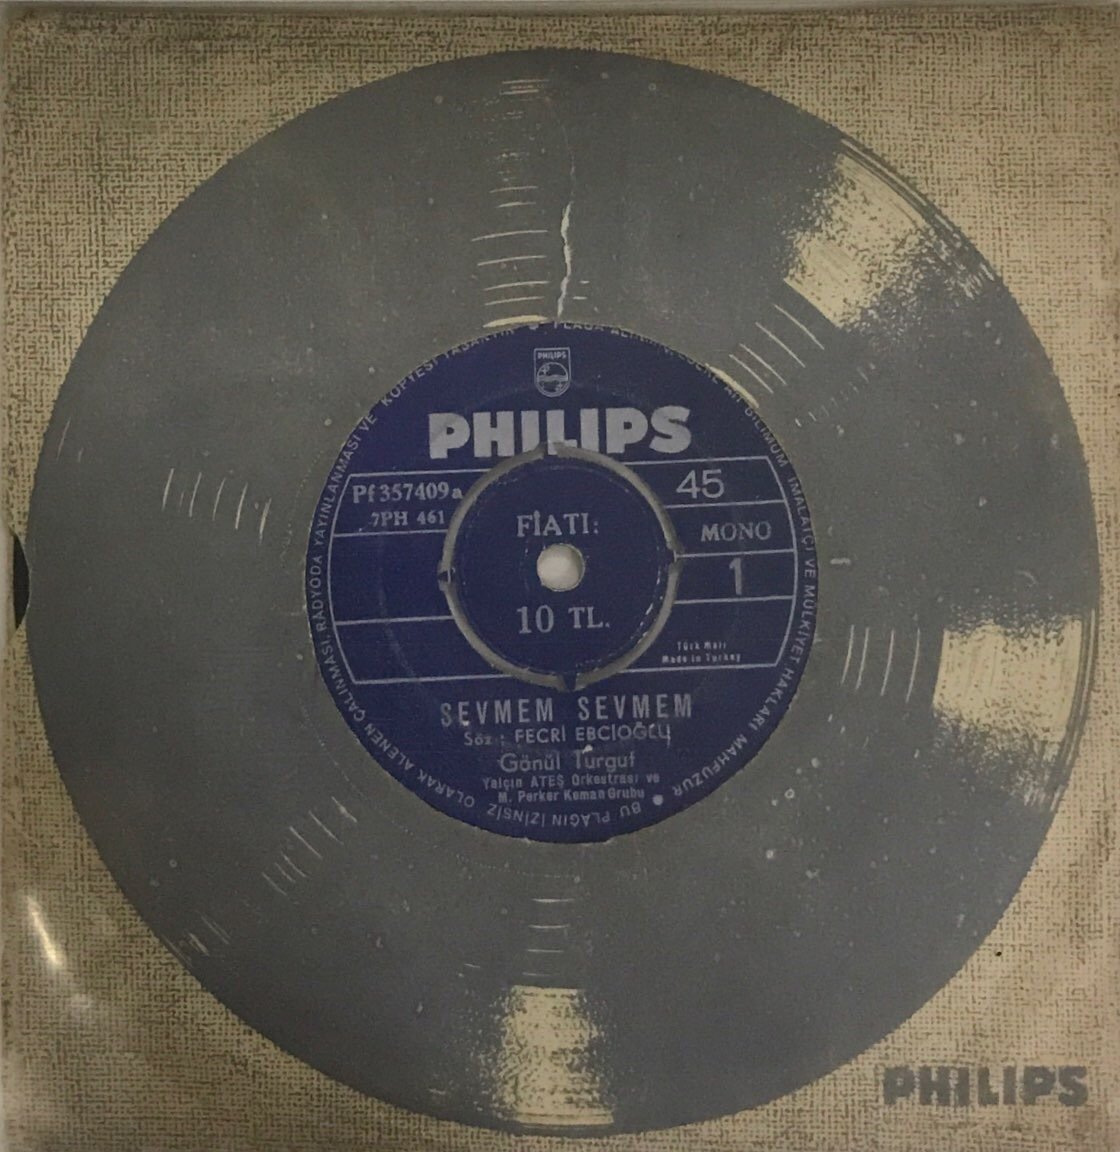 PHILIPS
PHILIPS
Pf 357409 a
7PH 461
45
MONO
1
FİATI:
10 TL.
Türk Malı
Made in Turkey
SEVMEM SEVMEM
Söz : FECRİ EBCİOĞLU
Gönül Turgut
Yalçın ATEŞ Orkestrası ve
M. Perker Keman Grubu
İMALATÇI VE MÜLKİYET HAKLARI MAHFUZUR
BU PLAĞIN İZİNSİZ OLARAK ALENEN ÇALINMASI, RADYODA YAYINLANMASI VE KOPYESİ YASAKTIR
PHILIPS